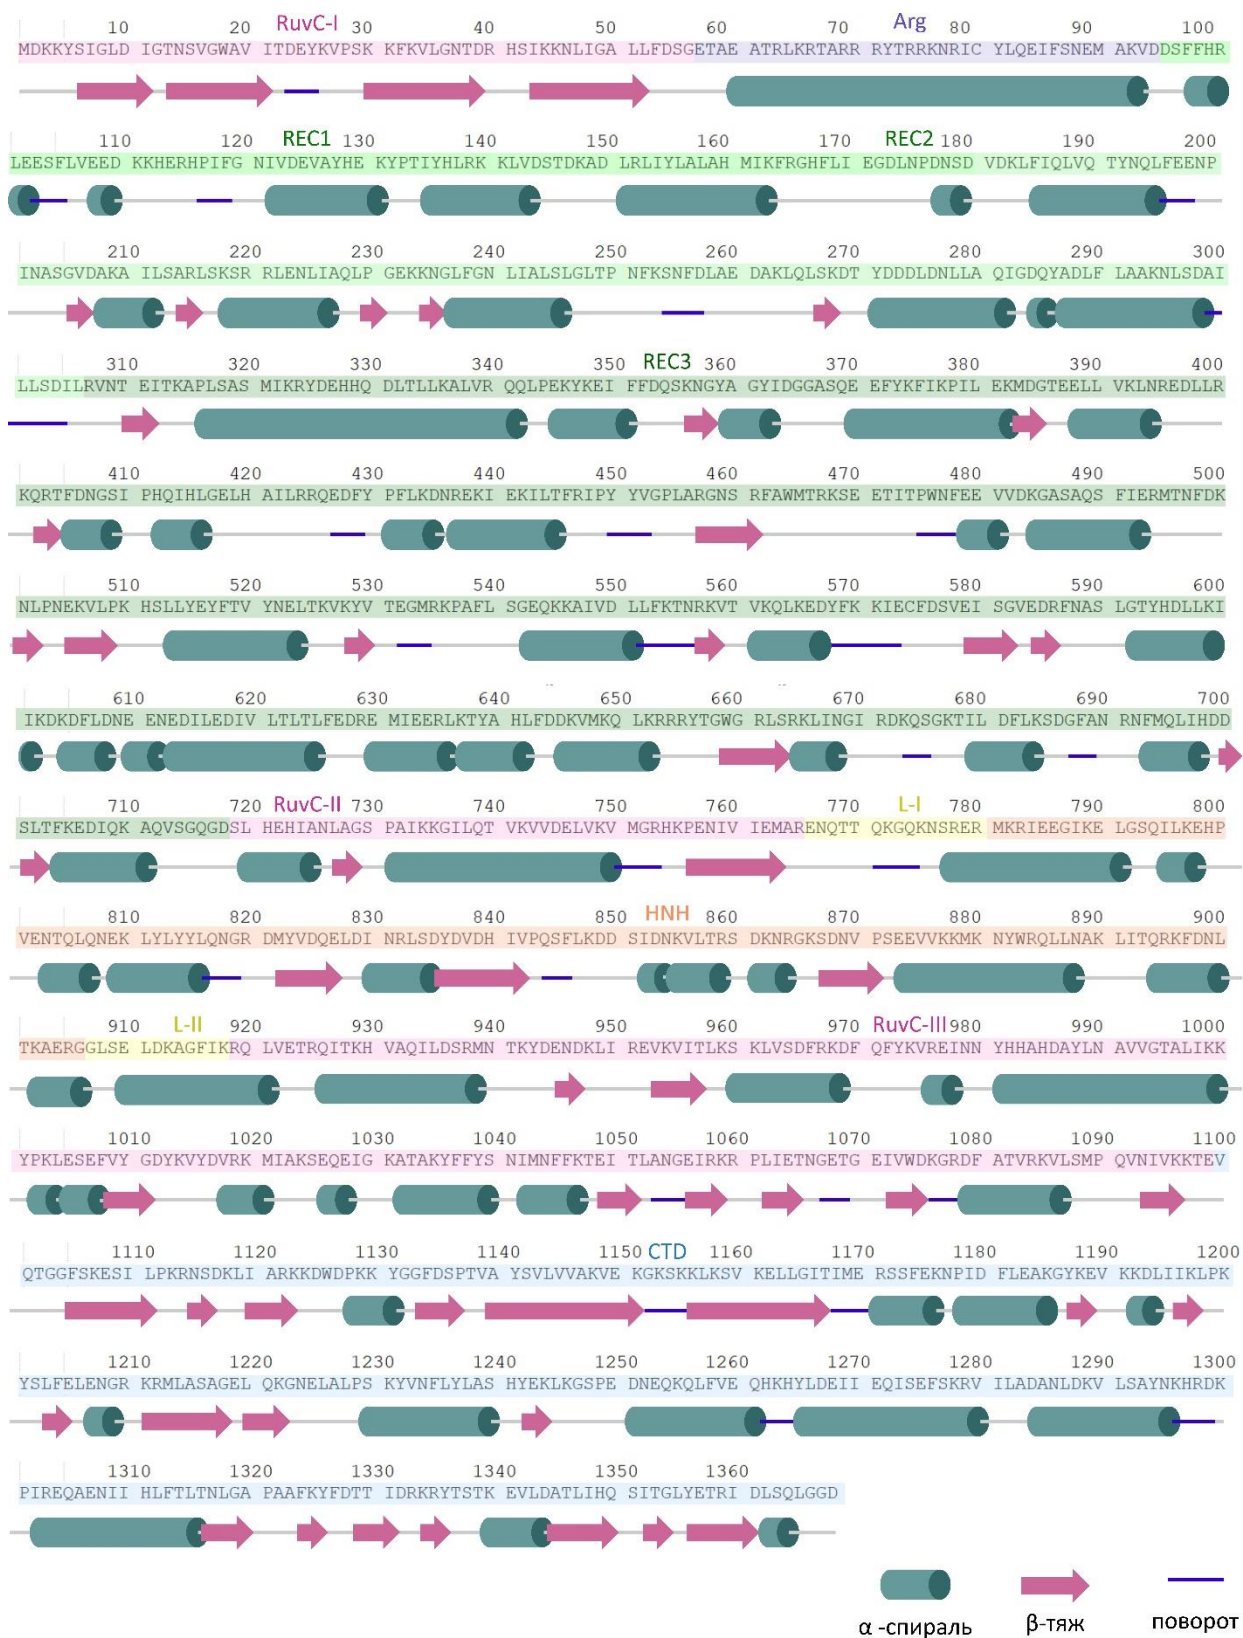 10 20 RuvC-I 30 40 50 60 70 Arg 80 90 100
MDKKYSIGLD IGTNSVGWAV ITDEYKVPSK KFKVLGNTDR HSIKKNLIGA LLFDSGETAE ATRLKRTARR RYTRRKNRIC YLQEIFSNEM AKVDDSFFHR
110 120 REC1 130 140 150 160 170 REC2 180 190 200
LEESFLVEED KKHERHPIFG NIVDEVAYHE KYPTIYHLRK KLVDSTDKAD LRLIYLALAH MIKFRGHFLI EGDLNPDNSD VDKLFIQLVQ TYNQLFEENP
210 220 230 240 250 260 270 280 290 300
INASGVDAKA ILSARLSKSR RLENLIAQLP GEKKNGLFGN LIALSLGLTP NFKSNFDLAE DAKLQLSKDT YDDDLDNLLA QIGDQYADLF LAAKNLSDAI
310 320 330 340 350 REC3 360 370 380 390 400
LLSDILRVNT EITKAPLSAS MIKRYDEHHQ DLTLLKALVR QQLPEKYKEI FFDQSKNGYA GYIDGGASQE EFYKFIKPIL EKMDGTEELL VKLNREDLLR
410 420 430 440 450 460 470 480 490 500
KQRTFDNGSI PHQIHLGELH AILRRQEDFY PFLKDNREKI EKILTFRIPY YVGPLARGNS RFAWMTRKSE ETITPWNFEE VVDKGASAQS FIERMTNFDK
510 520 530 540 550 560 570 580 590 600
NLPNEKVLPK HSLLYEYFTV YNELTKVKYV TEGMRKPAFL SGEQKKAIVD LLFKTNRKVT VKQLKEDYFK KIECFDSVEI SGVEDRFNAS LGTYHDLLKI
610 620 630 640 650 660 670 680 690 700
IKDKDFLDNE ENEDILEDIV LTLTLFEDRE MIEERLKTYA HLFDDKVMKQ LKRRRYTGWG RLSRKLINGI RDKQSGKTIL DFLKSDGFAN RNFMQLIHDD
710 720 RuvC-II 730 740 750 760 770 L-I 780 790 800
SLTFKEDIQK AQVSGQGDSL HEHIANLAGS PAIKKGILQT VKVVDELVKV MGRHKPENIV IEMARENQTT QKGQKNSRER MKRIEEGIKE LGSQILKEHP
810 820 830 840 850 HNH 860 870 880 890 900
VENTQLQNEK LYLYYLQNGR DMYVDQELDI NRLSDYDVDH IVPQSFLKDD SIDNKVLTRS DKNRGKSDNV PSEEVVKKMK NYWRQLLNAK LITQRKFDNL
910 L-II 920 930 940 950 960 970 RuvC-III 980 990 1000
TKAERGGLSE LDKAGFIKRQ LVETRQITKH VAQILDSRMN TKYDENDKLI REVKVITLKS KLVSDFRKDF QFYKVREINN YHHAHDAYLN AVVGTALIKK
1010 1020 1030 1040 1050 1060 1070 1080 1090 1100
YPKLESEFVY GDYKVYDVRK MIAKSEQEIG KATAKYFFYS NIMNFFKTEI TLANGEIRKR PLIETNGETG EIVWDKGRDF ATVRKVLSMP QVNIVKKTEV
1110 1120 1130 1140 1150 CTD 1160 1170 1180 1190 1200
QTGGFSKESI LPKRNSDKLI ARKKDWDPKK YGGFDSPTVA YSVLVVAKVE KGKSKKLKSV KELLGITIME RSSFEKNPID FLEAKGYKEV KKDLIIKLPK
1210 1220 1230 1240 1250 1260 1270 1280 1290 1300
YSLFELENGR KRMLASAGEL QKGNELALPS KYVNFLYLAS HYEKLKGSPE DNEQKQLFVE QHKHYLDEII EQISEFSKRV ILADANLDKV LSAYNKHRDK
1310 1320 1330 1340 1350 1360
PIREQAENII HLFTLTNLGA PAAFKYFDTT IDRKRYTSTK EVLDATLIHQ SITGLYETRI DLSQLGGD
α -спираль β-тяж поворот